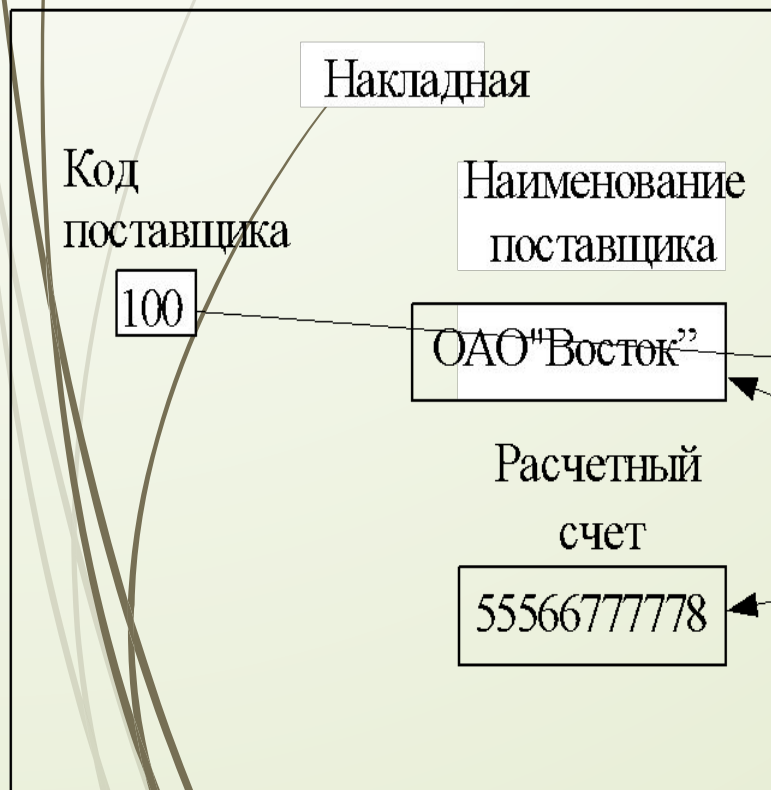 Накладная
Код
поставщика
100
Наименование
поставщика
ОАО"Восток”
Расчетный
счет
55566777778